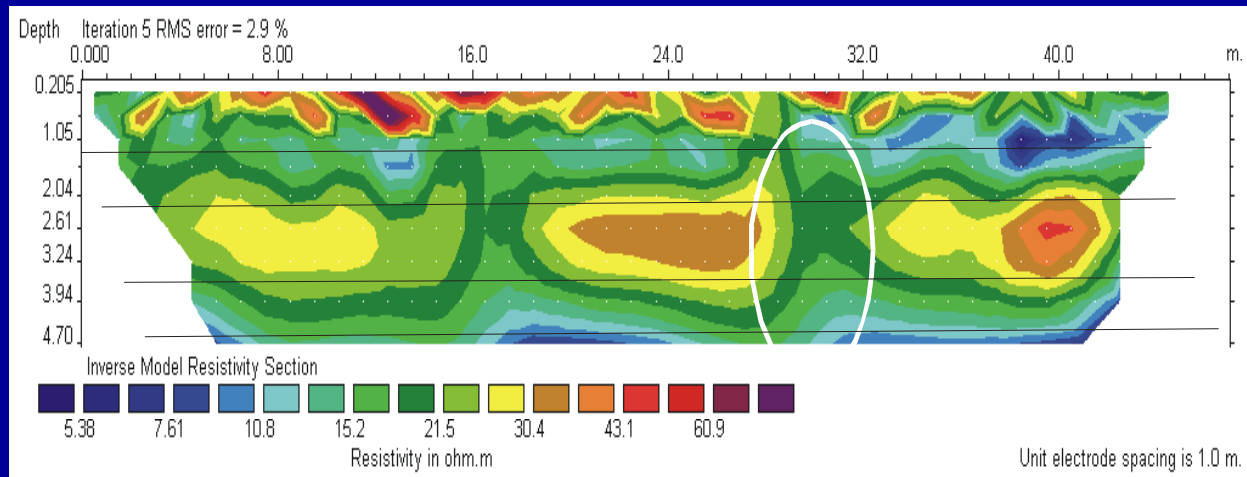 Depth Iteration 5 RMS error = 2.9 %
0.000 8.00 16.0 24.0 32.0 40.0 m.
0.205
1.05
2.04
2.61
3.24
3.94
4.70
Inverse Model Resistivity Section
5.38 7.61 10.8 15.2 21.5 30.4 43.1 60.9
Resistivity in ohm.m
Unit electrode spacing is 1.0 m.